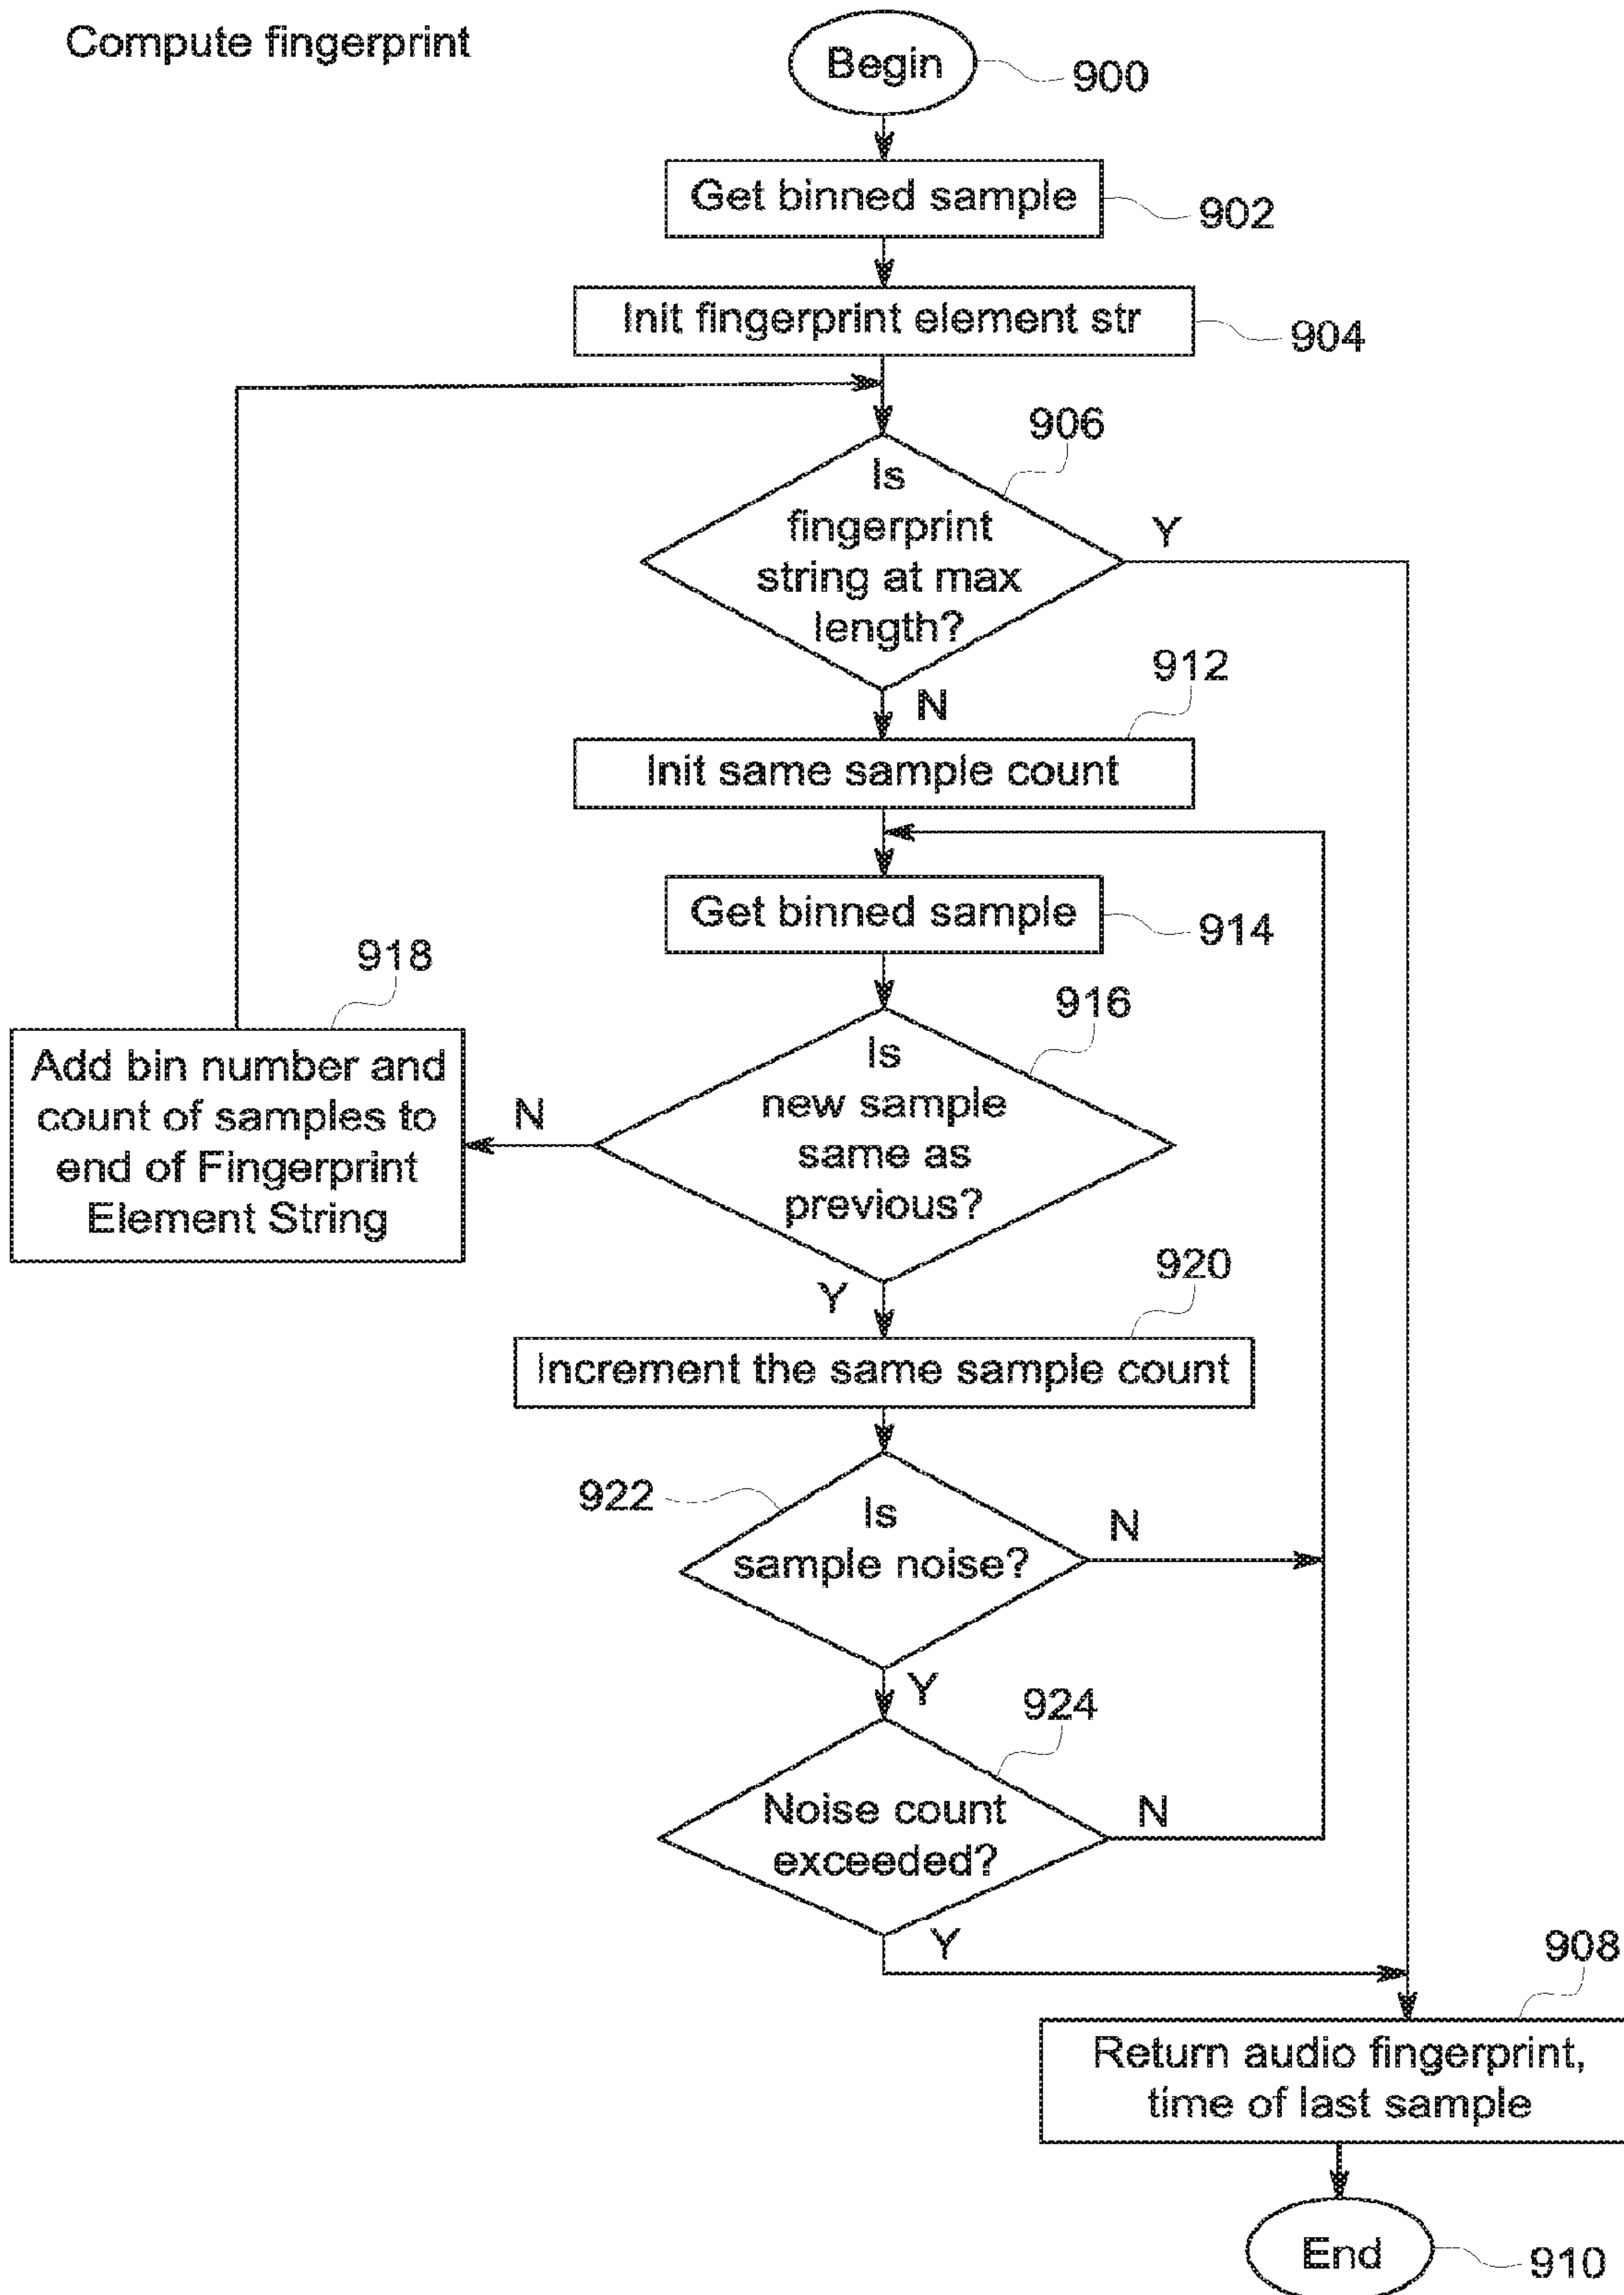 Compute fingerprint
Begin
900
Get binned sample
902
Init fingerprint element str
904
906
Is
fingerprint
string at max
length?
Y
N
912
Init same sample count
Get binned sample
914
918
Add bin number and
count of samples to
end of Fingerprint
Element String
916
Is
new sample
same as
previous?
N
Y
920
Increment the same sample count
922
Is
sample noise?
N
Y
924
Noise count
exceeded?
N
Y
908
Return audio fingerprint,
time of last sample
End
910